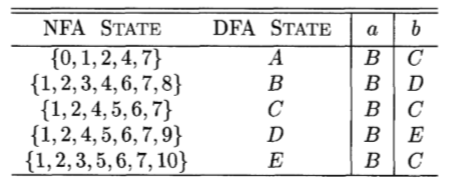 NFA STATE DFA STATE a b
{0, 1, 2, 4, 7} A B C
{1, 2, 3, 4, 6, 7, 8} B B D
{1, 2, 4, 5, 6, 7} C B C
{1, 2, 4, 5, 6, 7, 9} D B E
{1, 2, 3, 5, 6, 7, 10} E B C